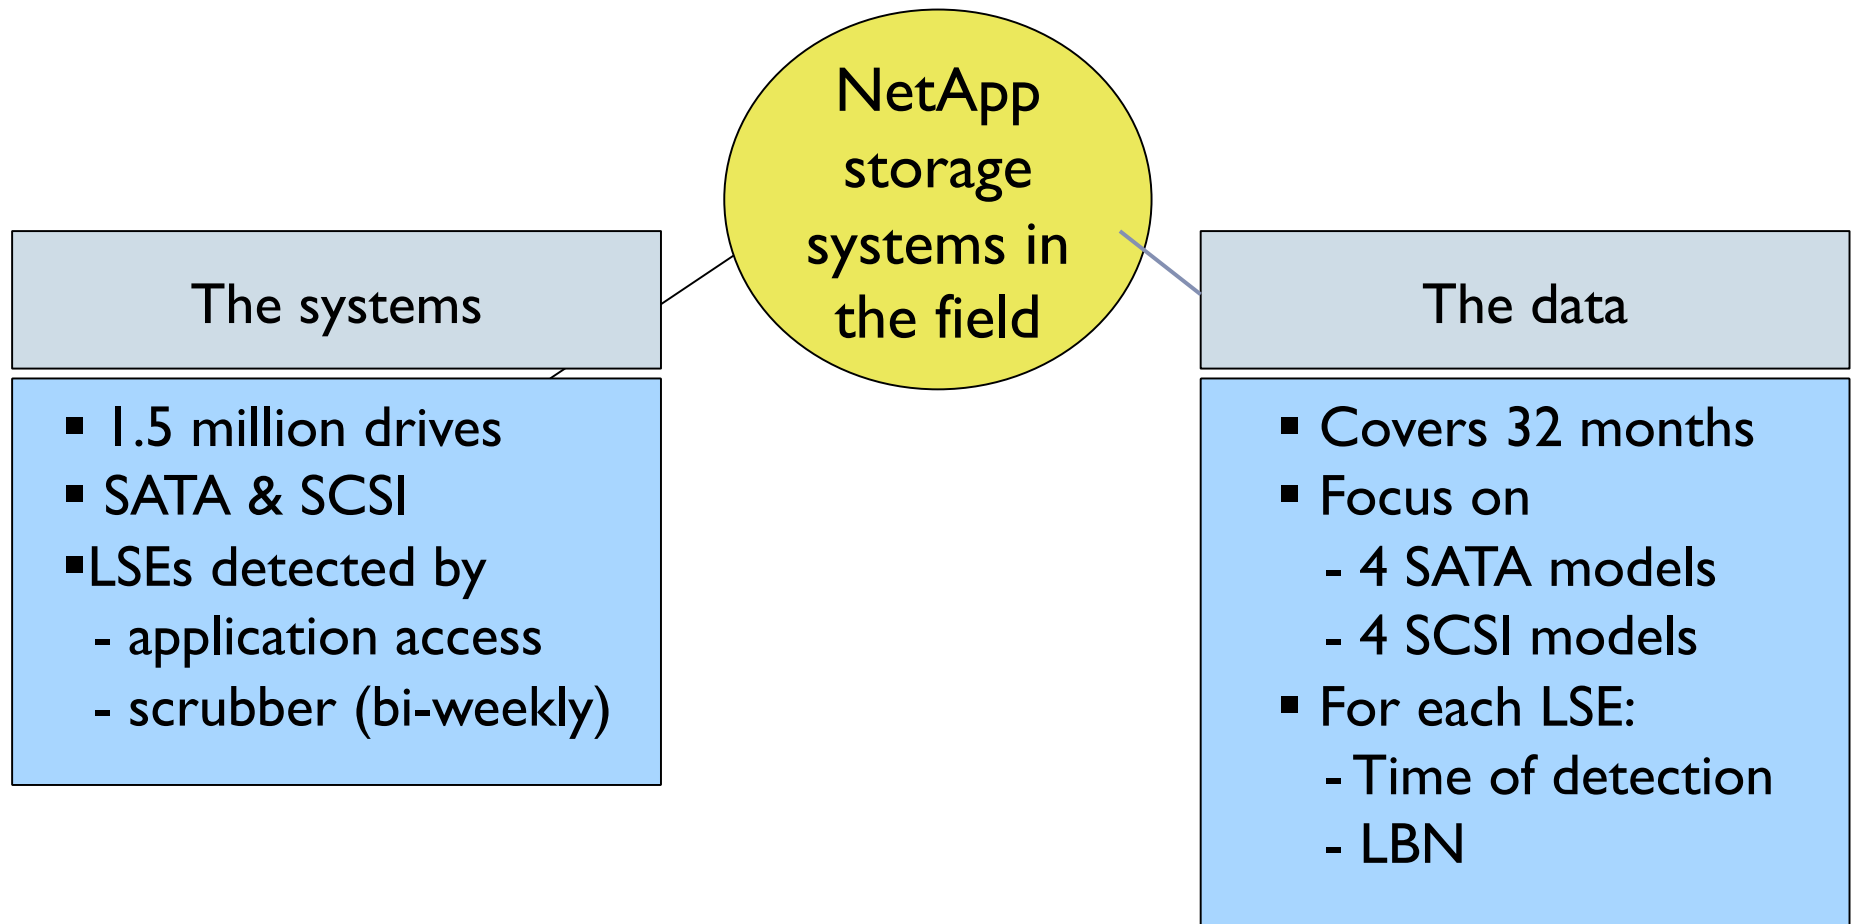 NetApp
storage
systems in
the field
The systems
▪ 1.5 million drives
▪ SATA & SCSI
▪LSEs detected by
- application access
- scrubber (bi-weekly)
The data
▪ Covers 32 months
▪ Focus on
- 4 SATA models
- 4 SCSI models
▪ For each LSE:
- Time of detection
- LBN